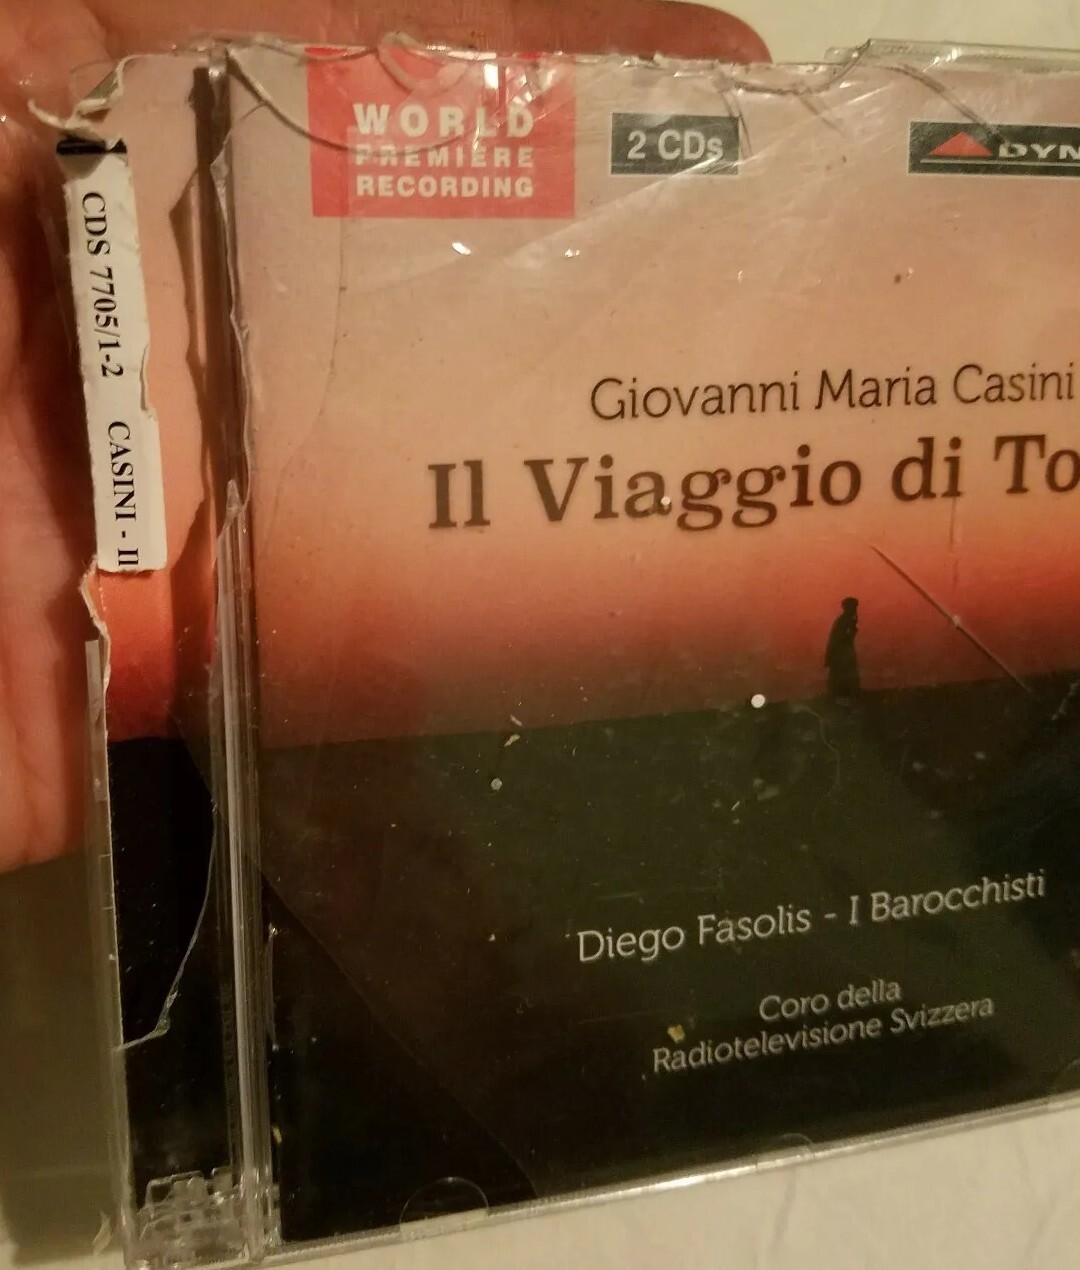 WORLD
PREMIERE
RECORDING
2 CDs
DYN
CDS 7705/1-2 CASINI - Il
Giovanni Maria Casini
Il Viaggio di To
Diego Fasolis - I Barocchisti
Coro della
Radiotelevisione Svizzera